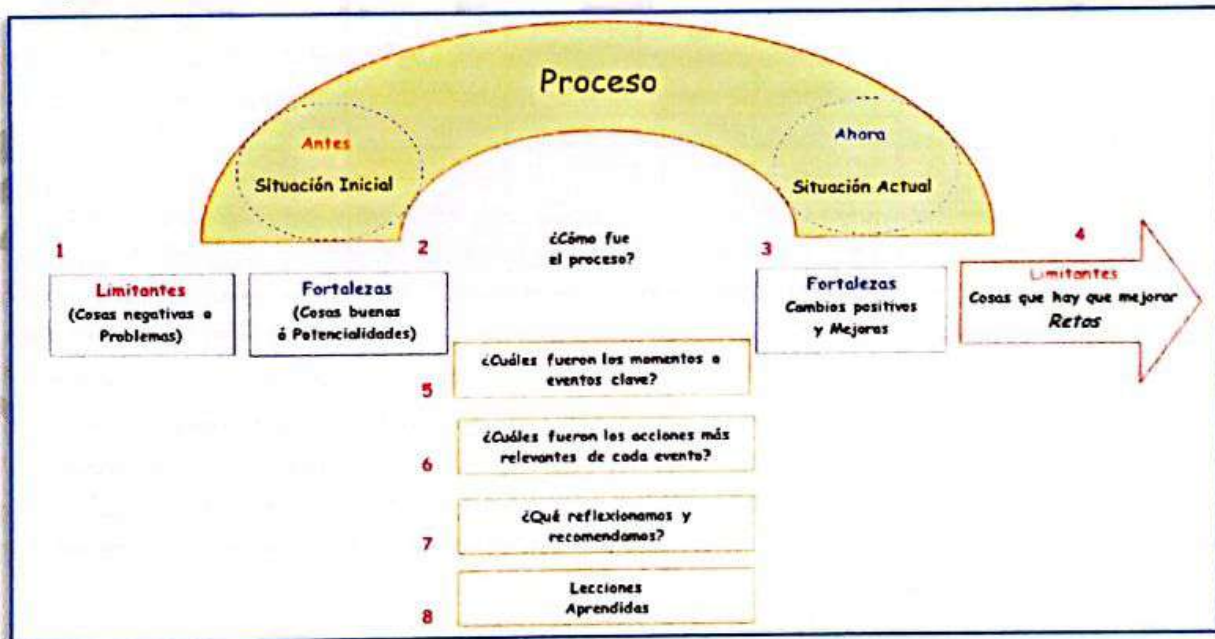 Proceso
Antes
Situación Inicial
Ahora
Situación Actual
1
Limitantes
(Cosas negativas o
Problemas)
2
Fortalezas
(Cosas buenas
ó Potencialidades)
¿Cómo fue
el proceso?
3
Fortalezas
Cambios positivos
y Mejoras
4
Limitantes
Cosas que hay que mejorar
Retos
5
¿Cuáles fueron los momentos o
eventos clave?
6
¿Cuáles fueron las acciones más
relevantes de cada evento?
7
¿Qué reflexionamos y
recomendamos?
8
Lecciones
Aprendidas